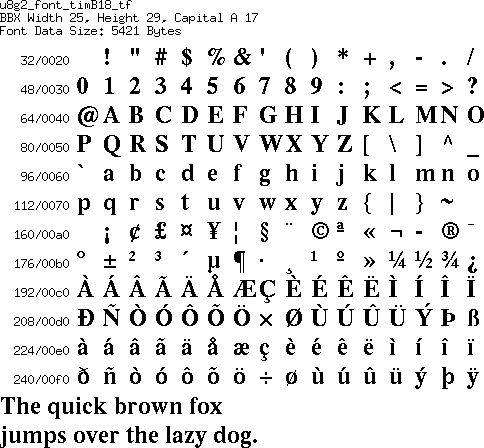 u8g2_font_timB18_tf
BBX Width 25, Height 29, Capital A 17
Font Data Size: 5421 Bytes
32/0020 ! " # $ % & ' ( ) * + , - . /
48/0030 0 1 2 3 4 5 6 7 8 9 : ; < = > ?
64/0040 @ A B C D E F G H I J K L M N O
80/0050 P Q R S T U V W X Y Z [ \ ] ^ _
96/0060 ` a b c d e f g h i j k l m n o
112/0070 p q r s t u v w x y z { | } ~
160/00a0 ¡ ¢ £ ¤ ¥ ¦ § ¨ © ª « ¬ - ® ¯
176/00b0 ° ± ² ³ ´ µ ¶ · ¸ ¹ º » ¼ ½ ¾ ¿
192/00c0 À Á Â Ã Ä Å Æ Ç È É Ê Ë Ì Í Î Ï
208/00d0 Ð Ñ Ò Ó Ô Õ Ö × Ø Ù Ú Û Ü Ý Þ ß
224/00e0 à á â ã ä å æ ç è é ê ë ì í î ï
240/00f0 ð ñ ò ó ô õ ö ÷ ø ù ú û ü ý þ ÿ
The quick brown fox
jumps over the lazy dog.